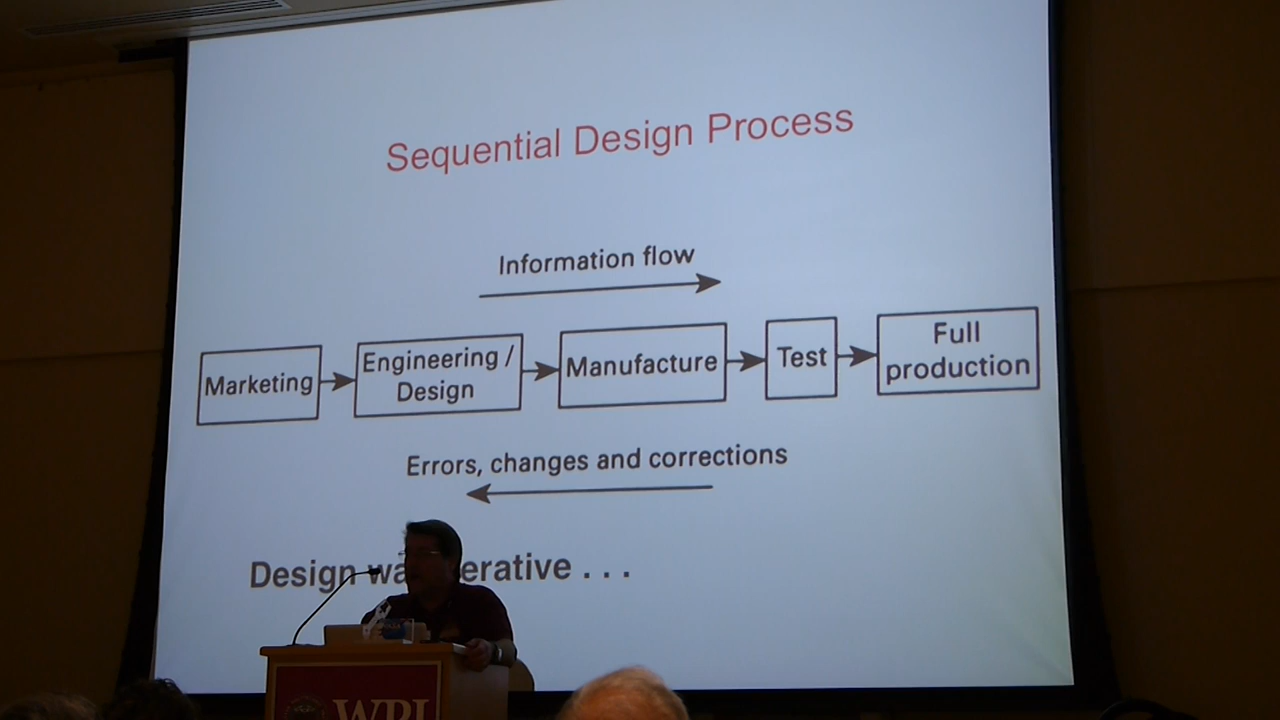 Sequential Design Process
Information flow
Marketing
Engineering /
Design
Manufacture
Test
Full
production
Errors, changes and corrections
Design wa erative . . .
WPI